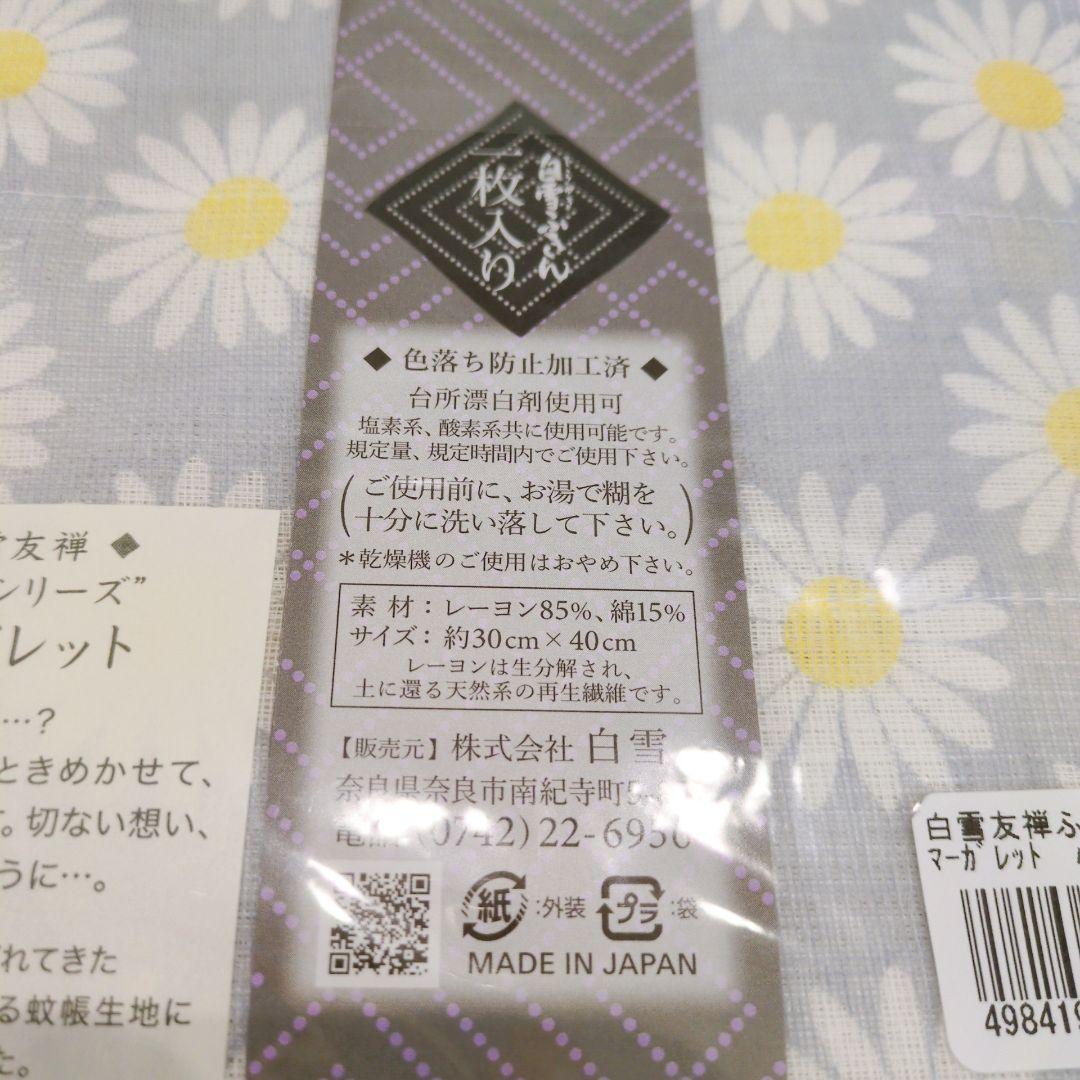 白雪ふきん
一枚入り
◆ 色落ち防止加工済 ◆
台所漂白剤使用可
塩素系、酸素系共に使用可能です。
規定量、規定時間内でご使用下さい。
(ご使用前に、お湯で糊を
十分に洗い落して下さい。)
＊乾燥機のご使用はおやめ下さい。
素 材：レーヨン85%、綿15%
サイズ：約30cm×40cm
レーヨンは生分解され、
土に還る天然系の再生繊維です。
【販売元】株式会社 白雪
奈良県奈良市南紀寺町5
電話 (0742)22-6956
紙 :外装 プラ :袋
MADE IN JAPAN
友禅 ◆
シリーズ”
レット
…？
ときめかせて、
。切ない想い、
うに…。
れてきた
る蚊帳生地に
た。
白雪友禅ふ
マーガレット
498419